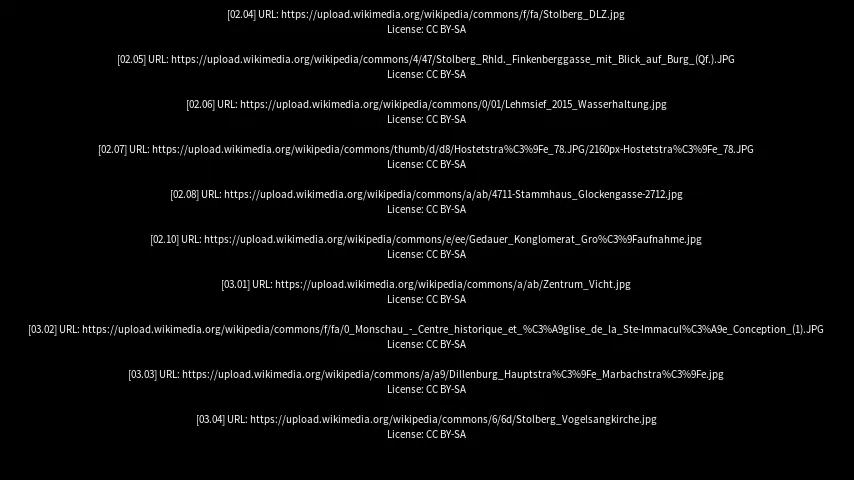 [02.04] URL: https://upload.wikimedia.org/wikipedia/commons/f/fa/Stolberg_DLZ.jpg
License: CC BY-SA
[02.05] URL: https://upload.wikimedia.org/wikipedia/commons/4/47/Stolberg_Rhld._Finkenberggasse_mit_Blick_auf_Burg_(Qf.).JPG
License: CC BY-SA
[02.06] URL: https://upload.wikimedia.org/wikipedia/commons/0/01/Lehmsief_2015_Wasserhaltung.jpg
License: CC BY-SA
[02.07] URL: https://upload.wikimedia.org/wikipedia/commons/thumb/d/d8/Hostetstra%C3%9Fe_78.JPG/2160px-Hostetstra%C3%9Fe_78.JPG
License: CC BY-SA
[02.08] URL: https://upload.wikimedia.org/wikipedia/commons/a/ab/4711-Stammhaus_Glockengasse-2712.jpg
License: CC BY-SA
[02.10] URL: https://upload.wikimedia.org/wikipedia/commons/e/ee/Gedauer_Konglomerat_Gro%C3%9Faufnahme.jpg
License: CC BY-SA
[03.01] URL: https://upload.wikimedia.org/wikipedia/commons/a/ab/Zentrum_Vicht.jpg
License: CC BY-SA
[03.02] URL: https://upload.wikimedia.org/wikipedia/commons/f/fa/0_Monschau_-_Centre_historique_et_%C3%A9glise_de_la_Ste-Immacul%C3%A9e_Conception_(1).JPG
License: CC BY-SA
[03.03] URL: https://upload.wikimedia.org/wikipedia/commons/a/a9/Dillenburg_Hauptstra%C3%9Fe_Marbachstra%C3%9Fe.jpg
License: CC BY-SA
[03.04] URL: https://upload.wikimedia.org/wikipedia/commons/6/6d/Stolberg_Vogelsangkirche.jpg
License: CC BY-SA